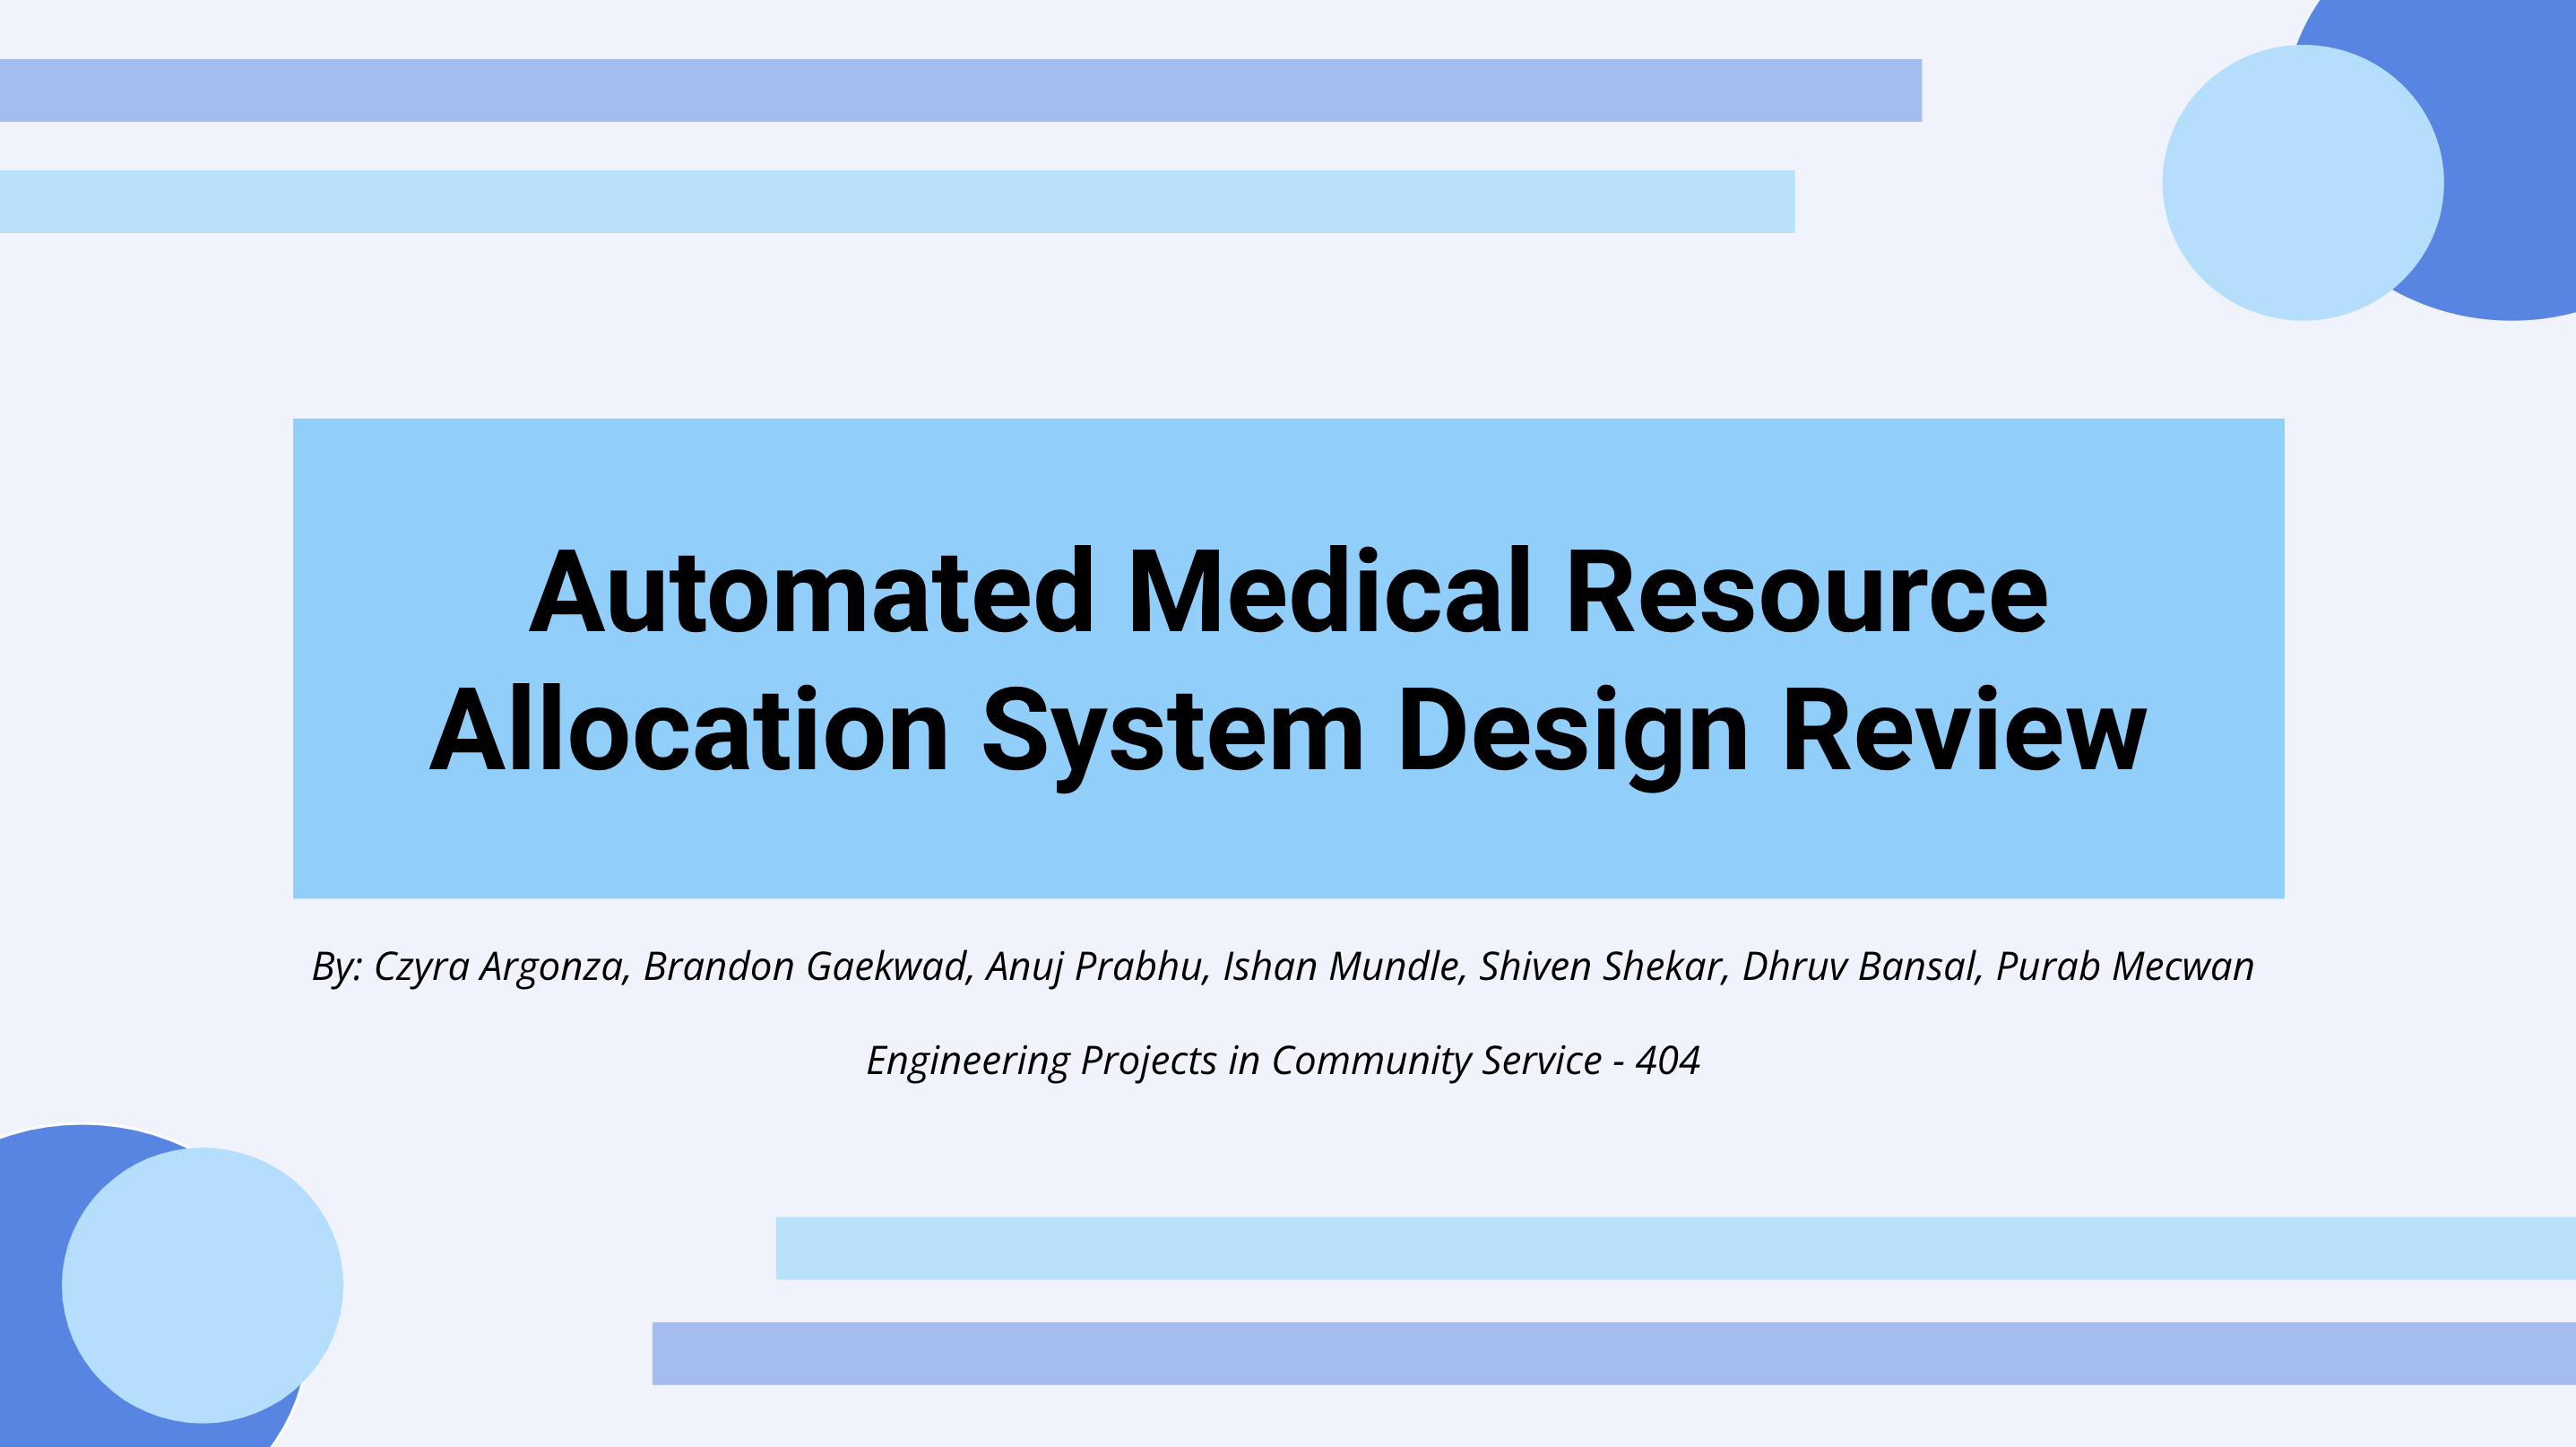 Automated Medical Resource
Allocation System Design Review
By: Czyra Argonza, Brandon Gaekwad, Anuj Prabhu, Ishan Mundle, Shiven Shekar, Dhruv Bansal, Purab Mecwan
Engineering Projects in Community Service - 404